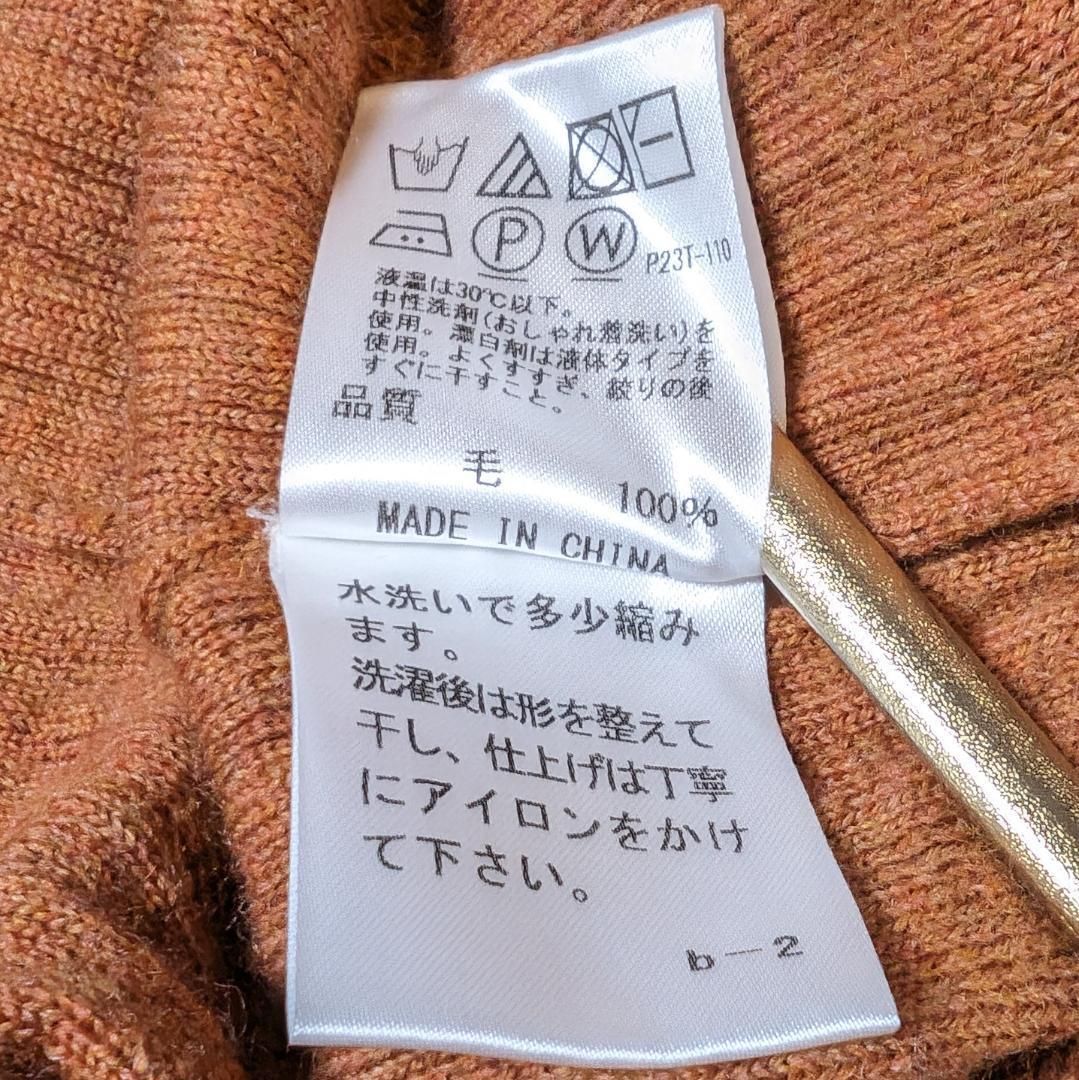 P W P23T-110
液温は30℃以下。
中性洗剤(おしゃれ着洗い)を
使用。漂白剤は液体タイプを
使用。よくすすぎ、絞りの後
すぐに干すこと。
品質
毛 100%
MADE IN CHINA
水洗いで多少縮み
ます。
洗濯後は形を整えて
干し、仕上げは丁寧
にアイロンをかけ
て下さい。
b-2